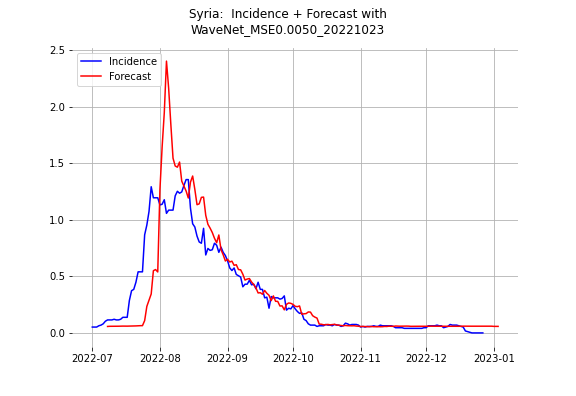 Syria:  Incidence + Forecast with
WaveNet_MSE0.0050_20221023
2.5
Incidence
Forecast
2.0
1.5
1.0
0.5
0.0
2022-07 2022-08 2022-09 2022-10 2022-11 2022-12 2023-01